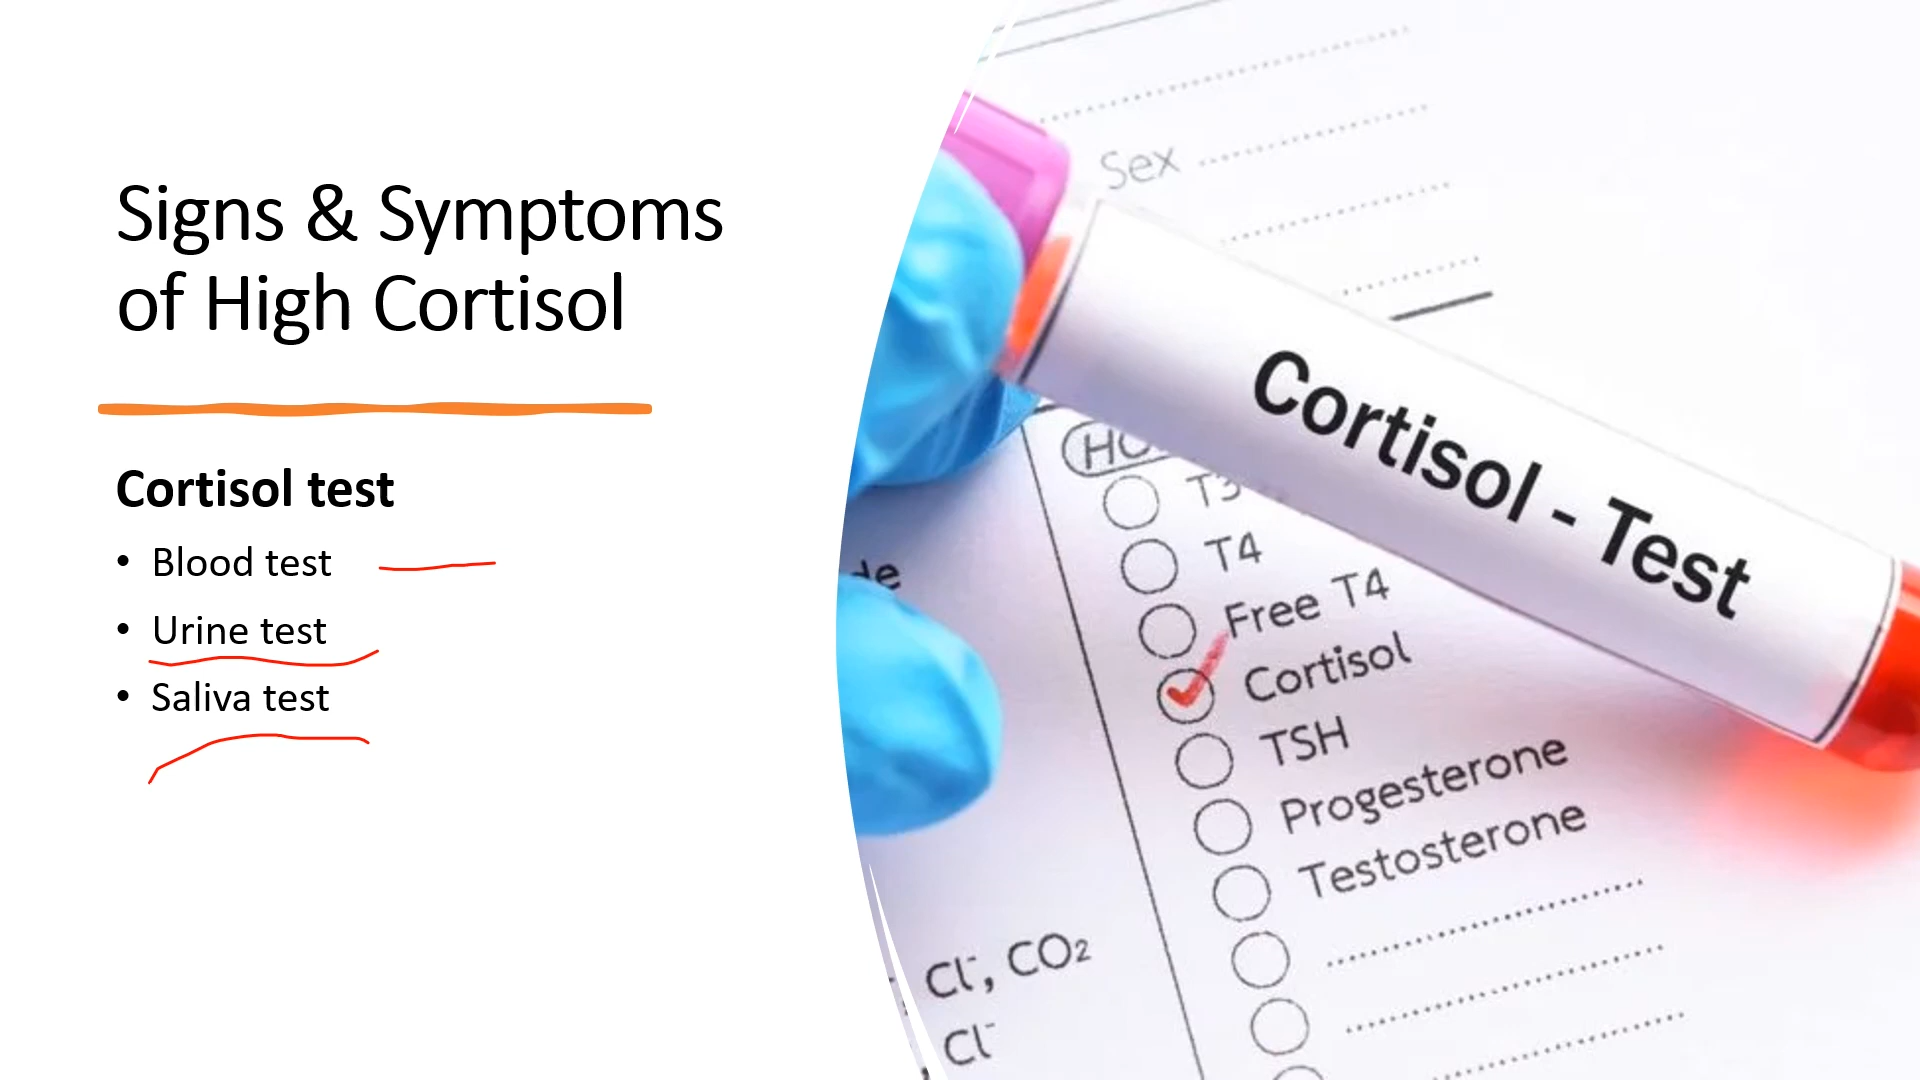 Signs & Symptoms
of High Cortisol
Cortisol test
• Blood test
• Urine test
• Saliva test
Sex
Cortisol - Test
T3
T4
Free T4
Cortisol
TSH
Progesterone
Testosterone
Cl⁻, CO₂
Cl⁻